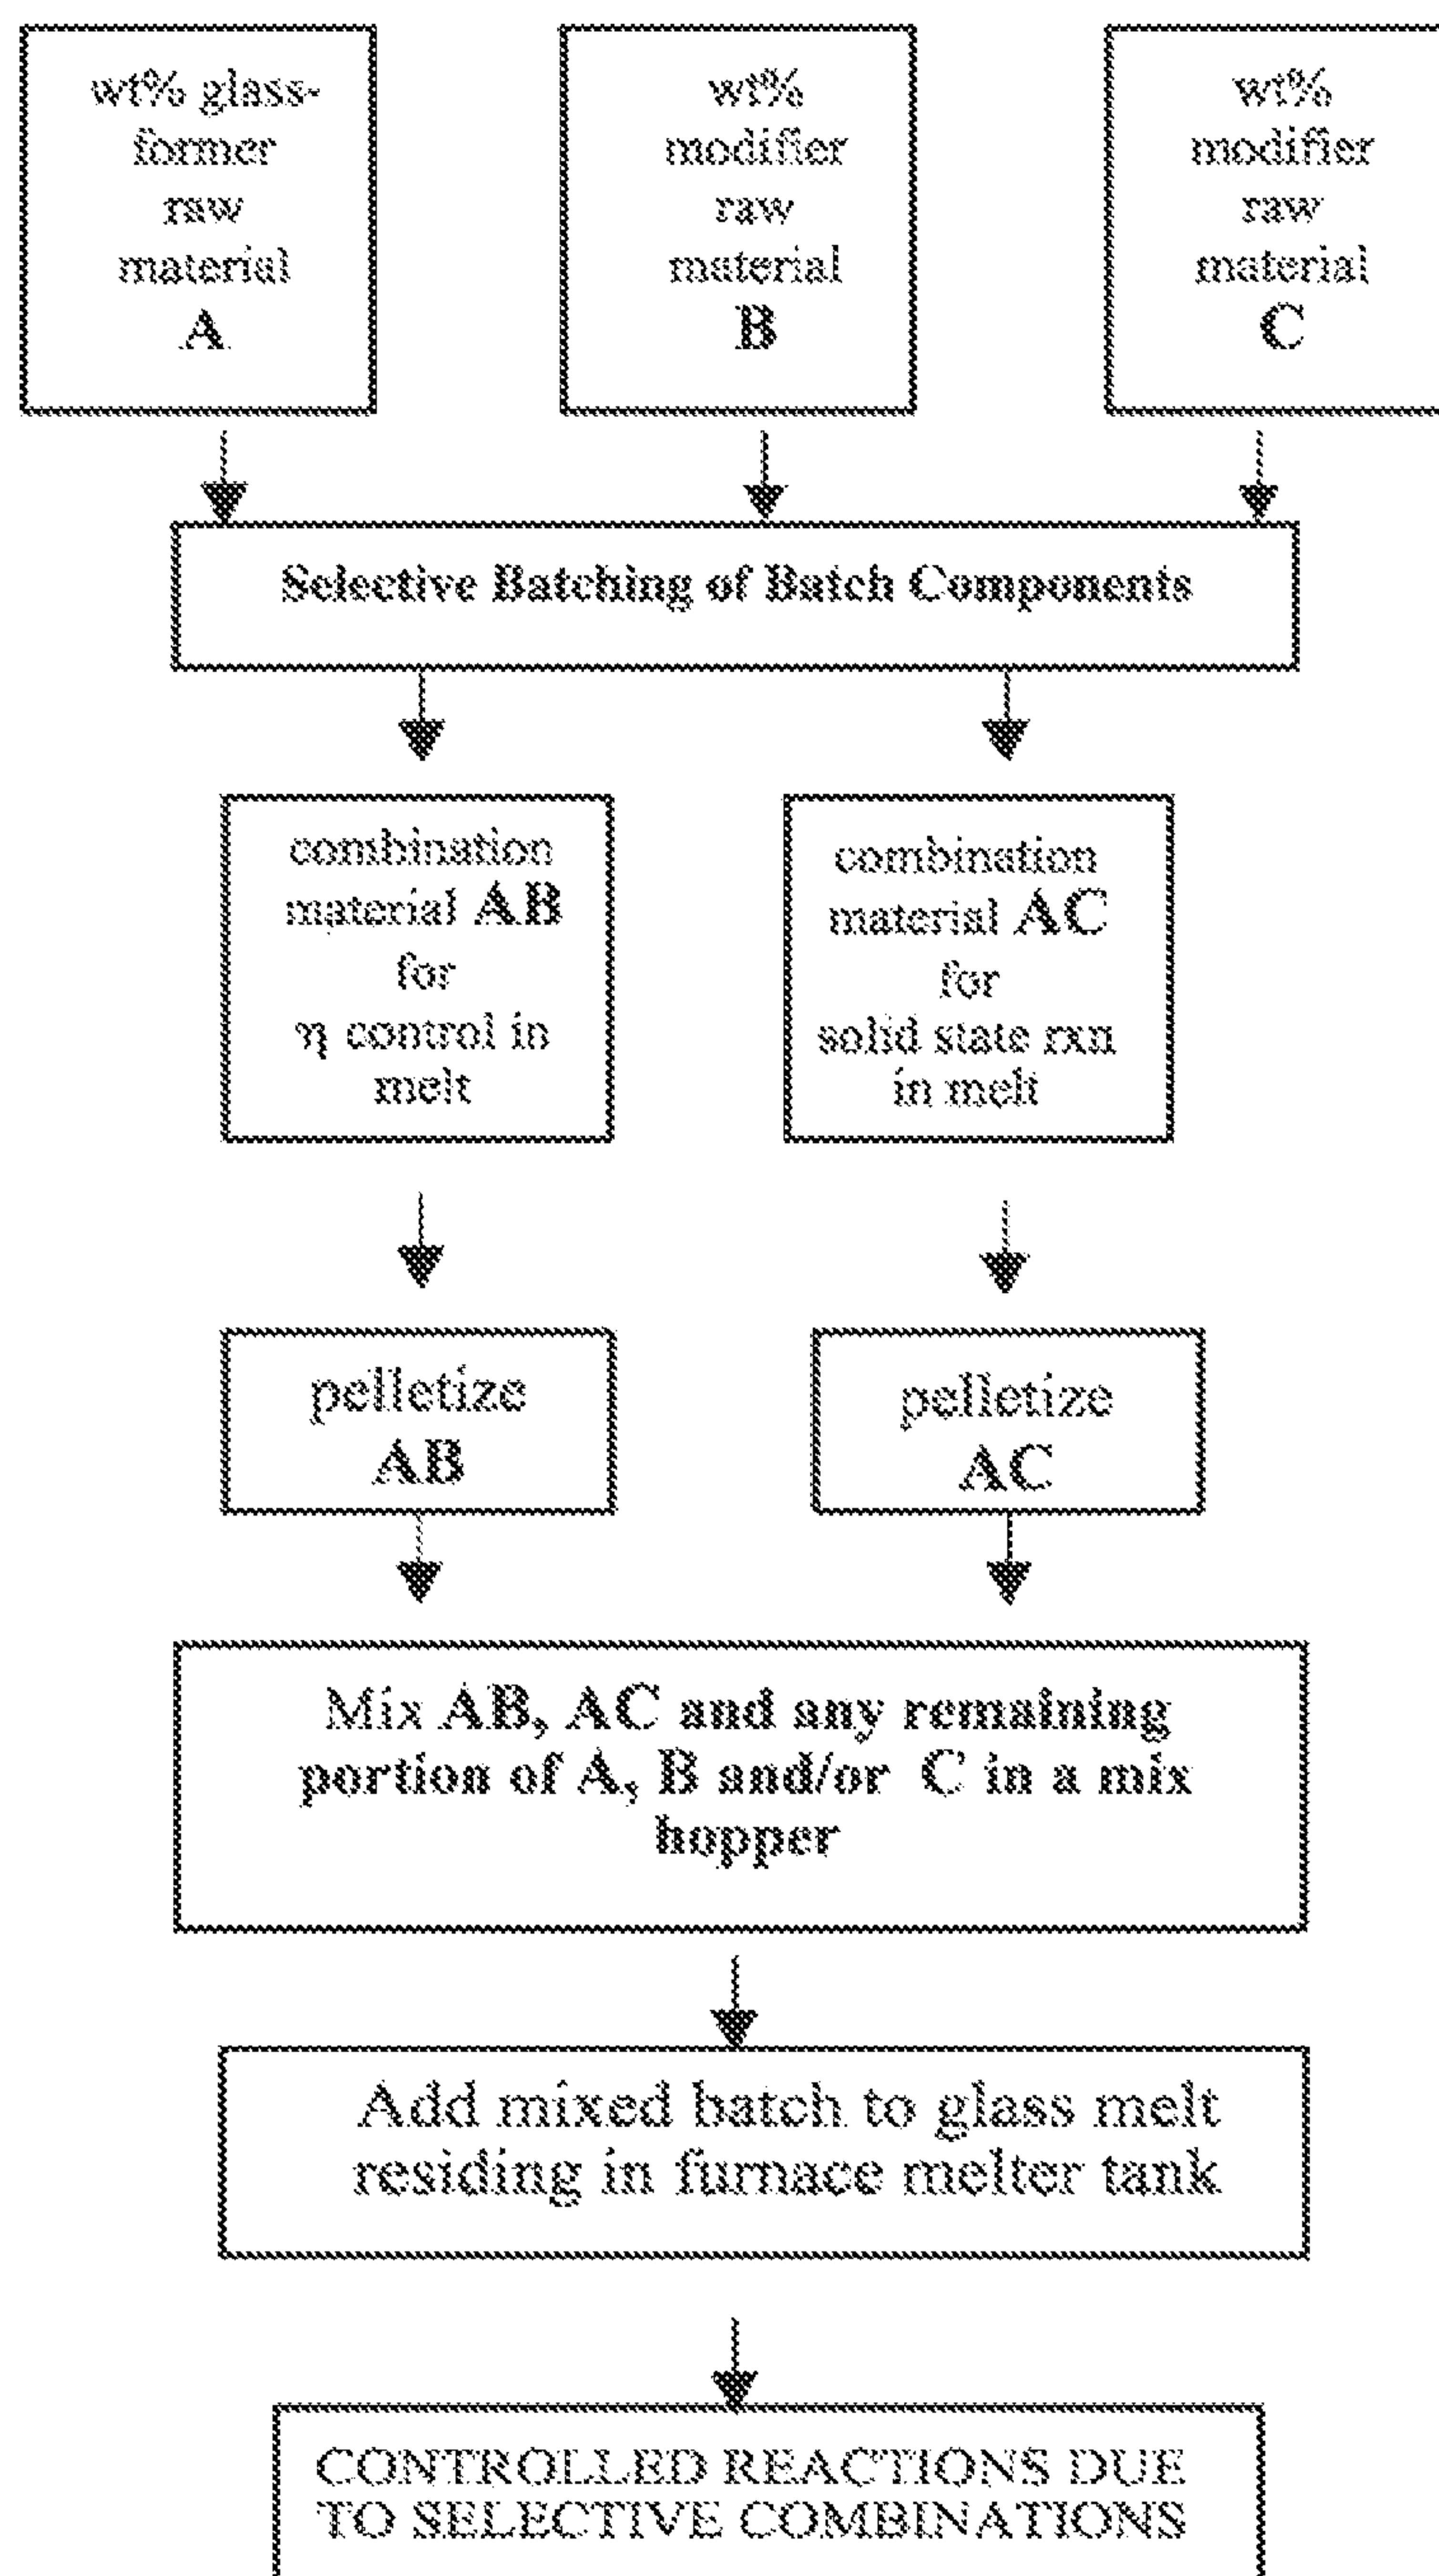 wt% glass-
former
raw
material
A
wt%
modifier
raw
material
B
wt%
modifier
raw
material
C
Selective Batching of Batch Components
combination
material AB
for
η control in
melt
combination
material AC
for
solid state rxn
in melt
pelletize
AB
pelletize
AC
Mix AB, AC and any remaining
portion of A, B and/or C in a mix
hopper
Add mixed batch to glass melt
residing in furnace melter tank
CONTROLLED REACTIONS DUE
TO SELECTIVE COMBINATIONS